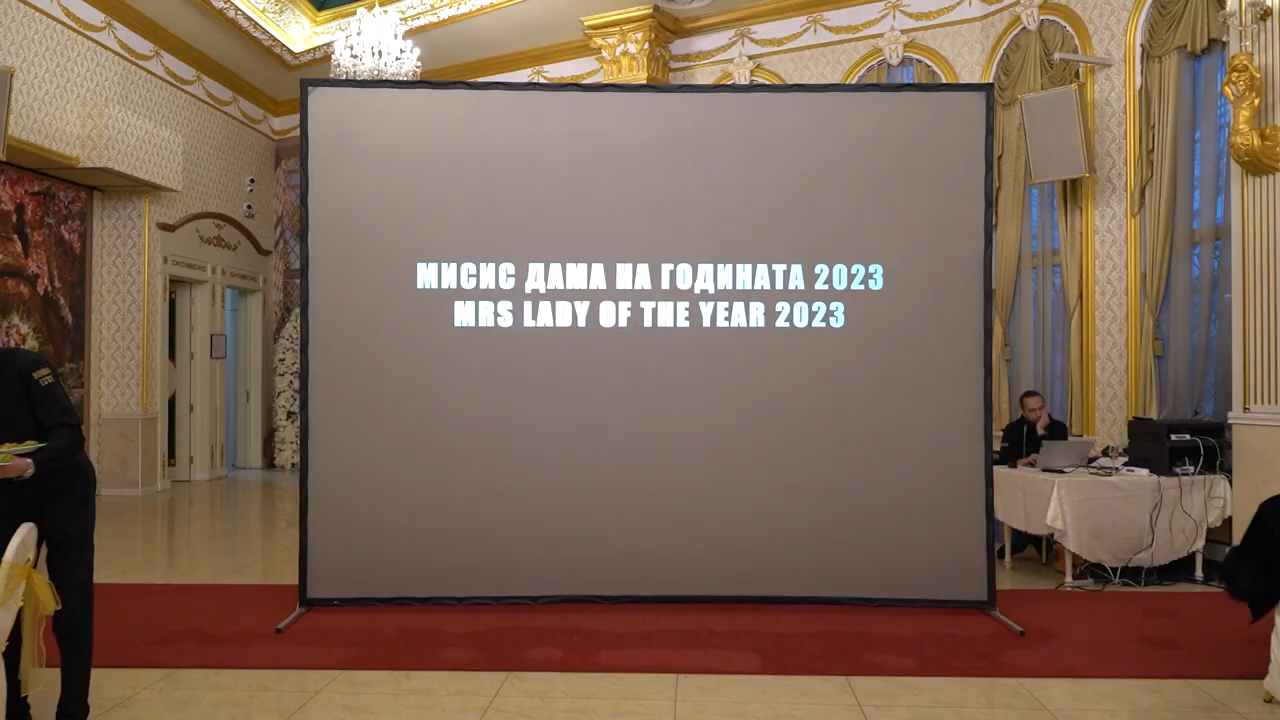 МИСИС ДАМА НА ГОДИНАТА 2023
MRS LADY OF THE YEAR 2023